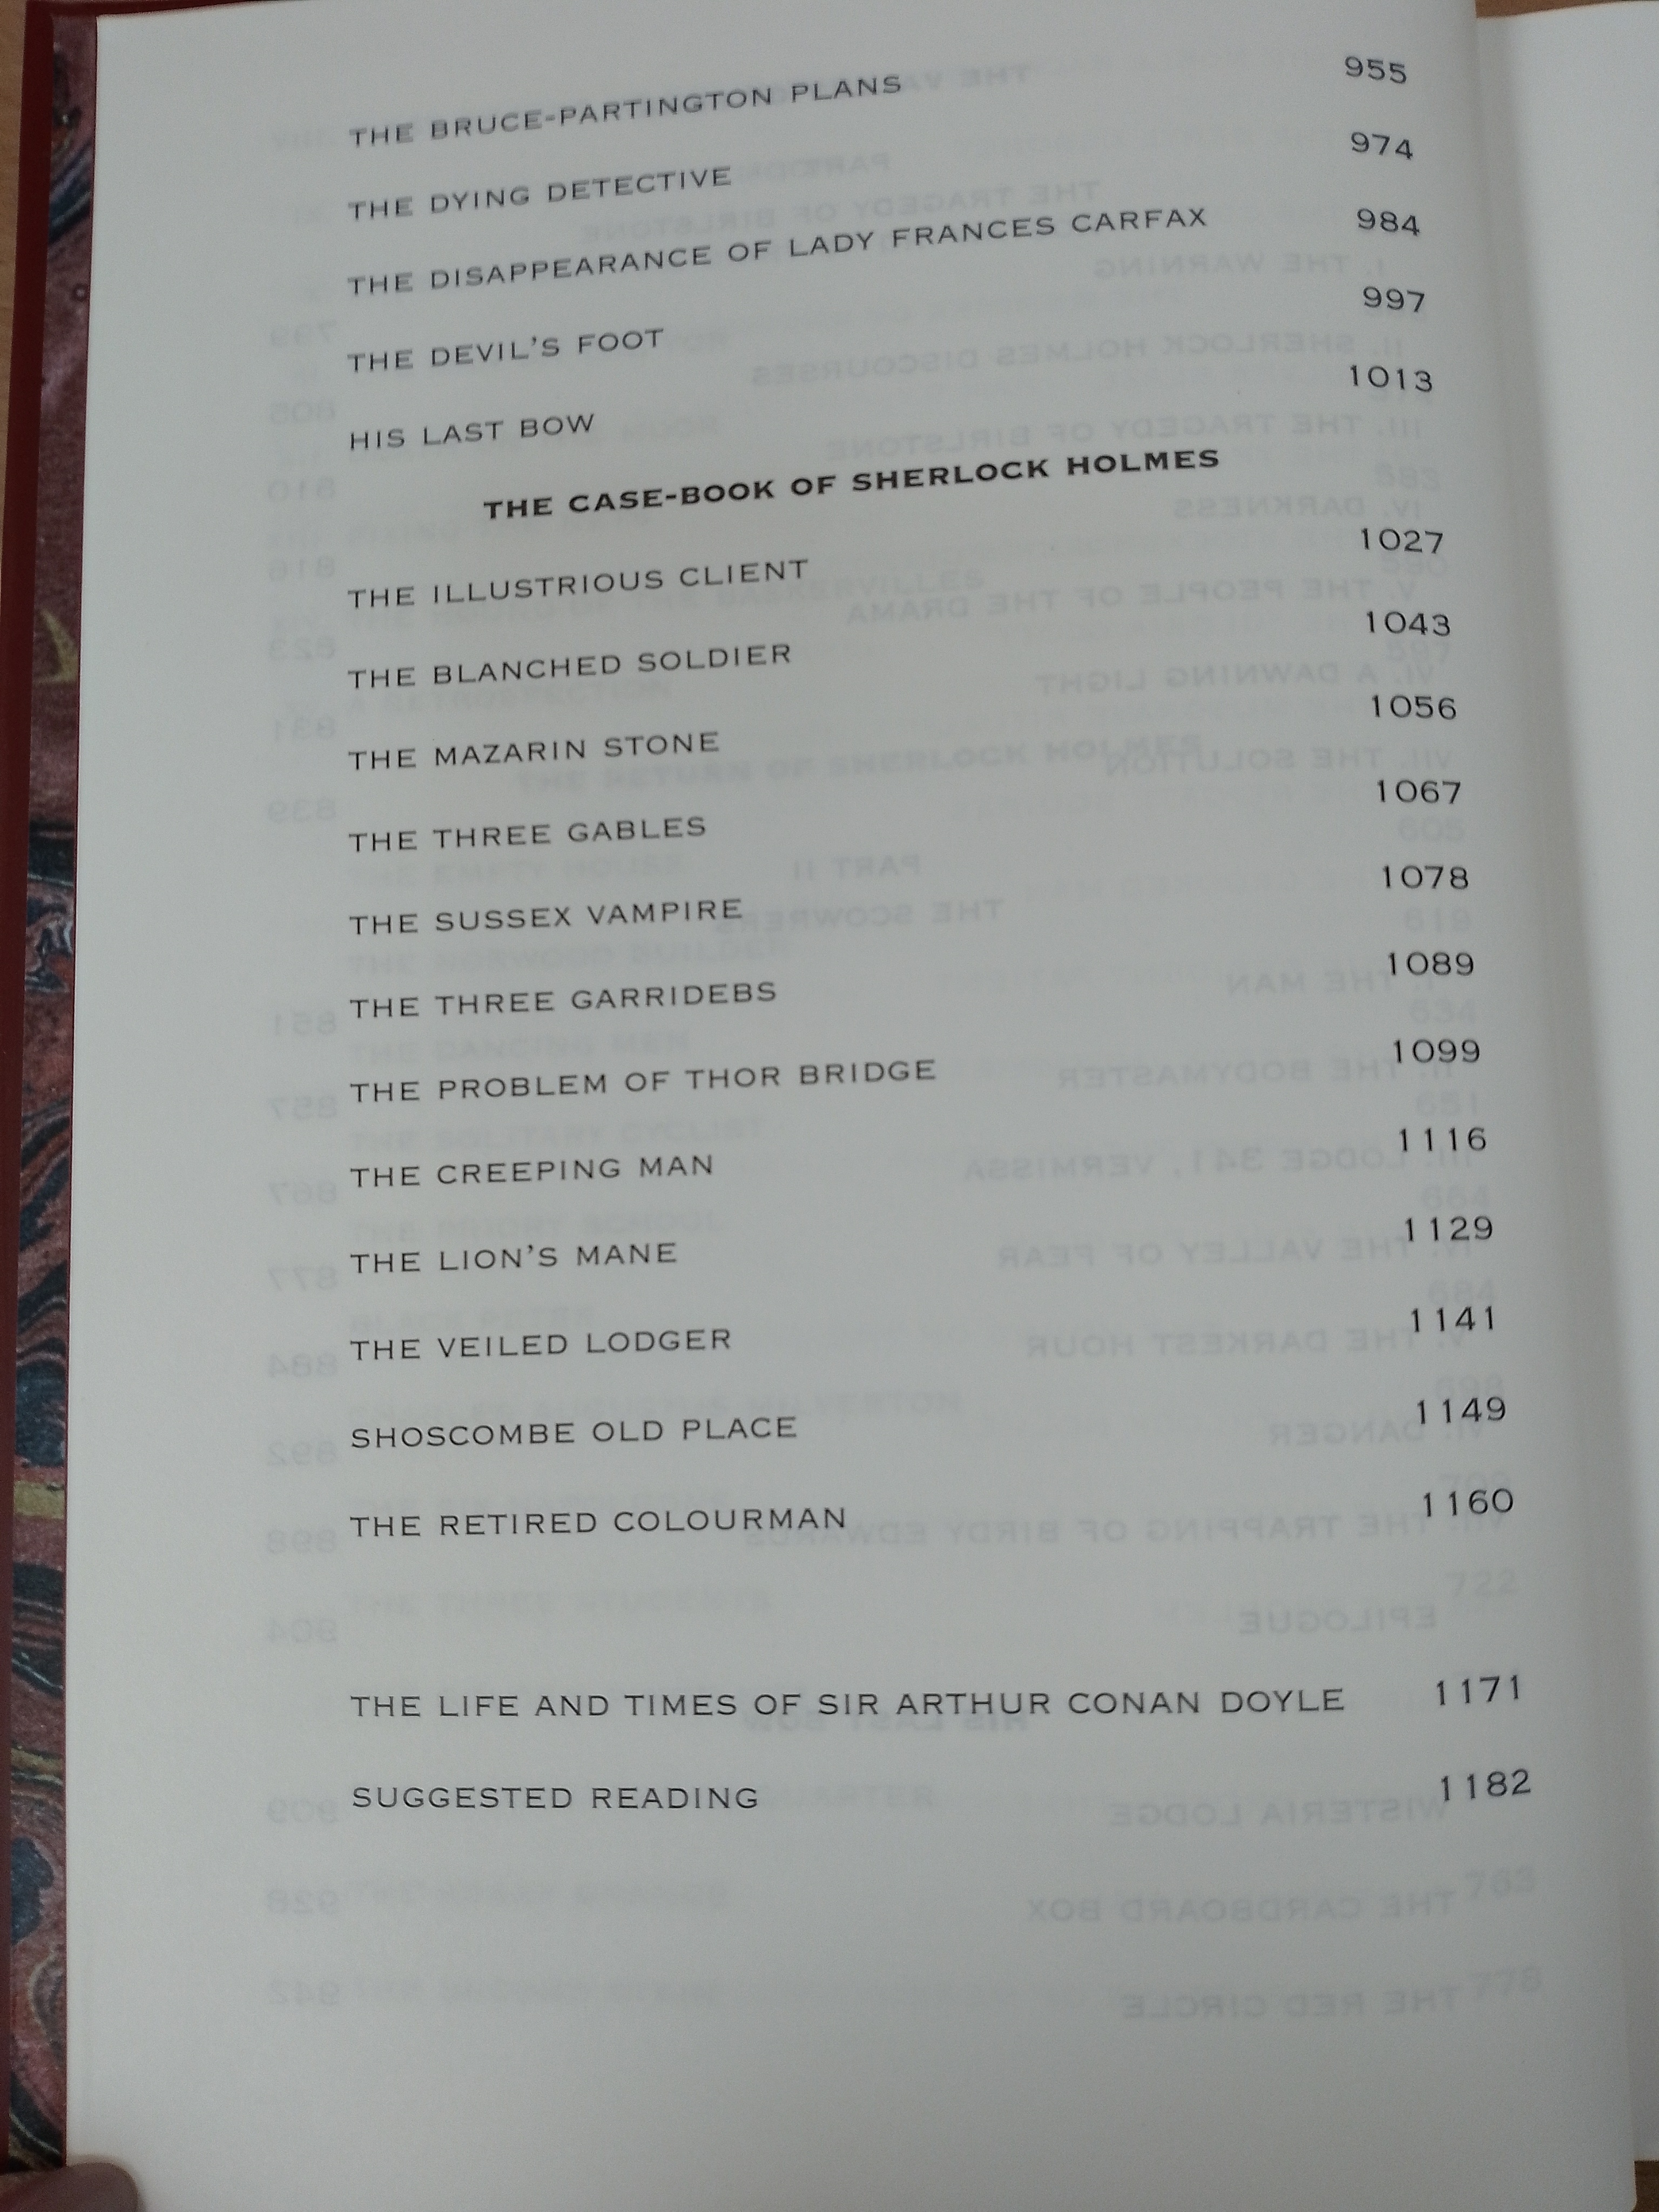 THE BRUCE-PARTINGTON PLANS 955
THE DYING DETECTIVE 974
THE DISAPPEARANCE OF LADY FRANCES CARFAX 984
THE DEVIL'S FOOT 997
HIS LAST BOW 1013
THE CASE-BOOK OF SHERLOCK HOLMES
THE ILLUSTRIOUS CLIENT 1027
THE BLANCHED SOLDIER 1043
THE MAZARIN STONE 1056
THE THREE GABLES 1067
THE SUSSEX VAMPIRE 1078
THE THREE GARRIDEBS 1089
THE PROBLEM OF THOR BRIDGE 1099
THE CREEPING MAN 1116
THE LION'S MANE 1129
THE VEILED LODGER 1141
SHOSCOMBE OLD PLACE 1149
THE RETIRED COLOURMAN 1160
THE LIFE AND TIMES OF SIR ARTHUR CONAN DOYLE 1171
SUGGESTED READING 1182